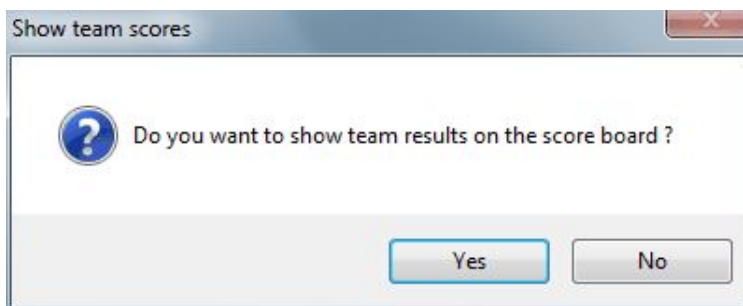 Show team scores
Do you want to show team results on the score board ?
Yes
No